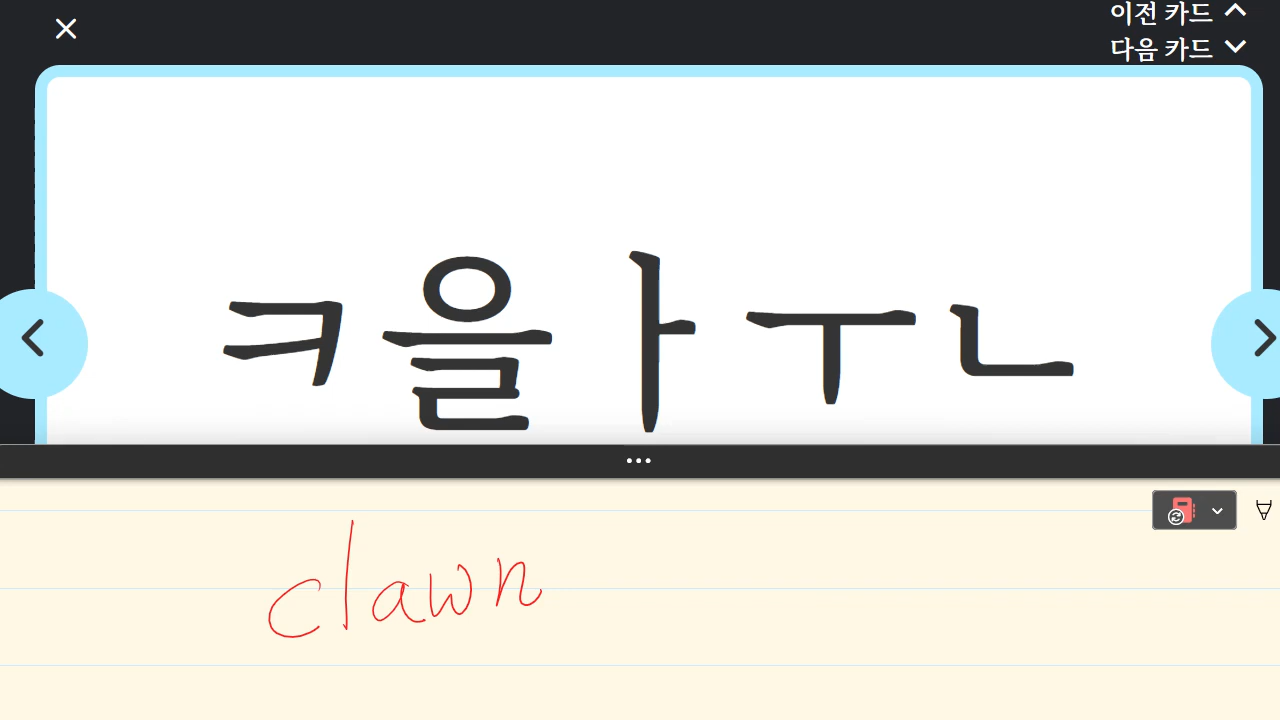 이전 카드
다음 카드
ㅋ을ㅏㅜㄴ
clawn